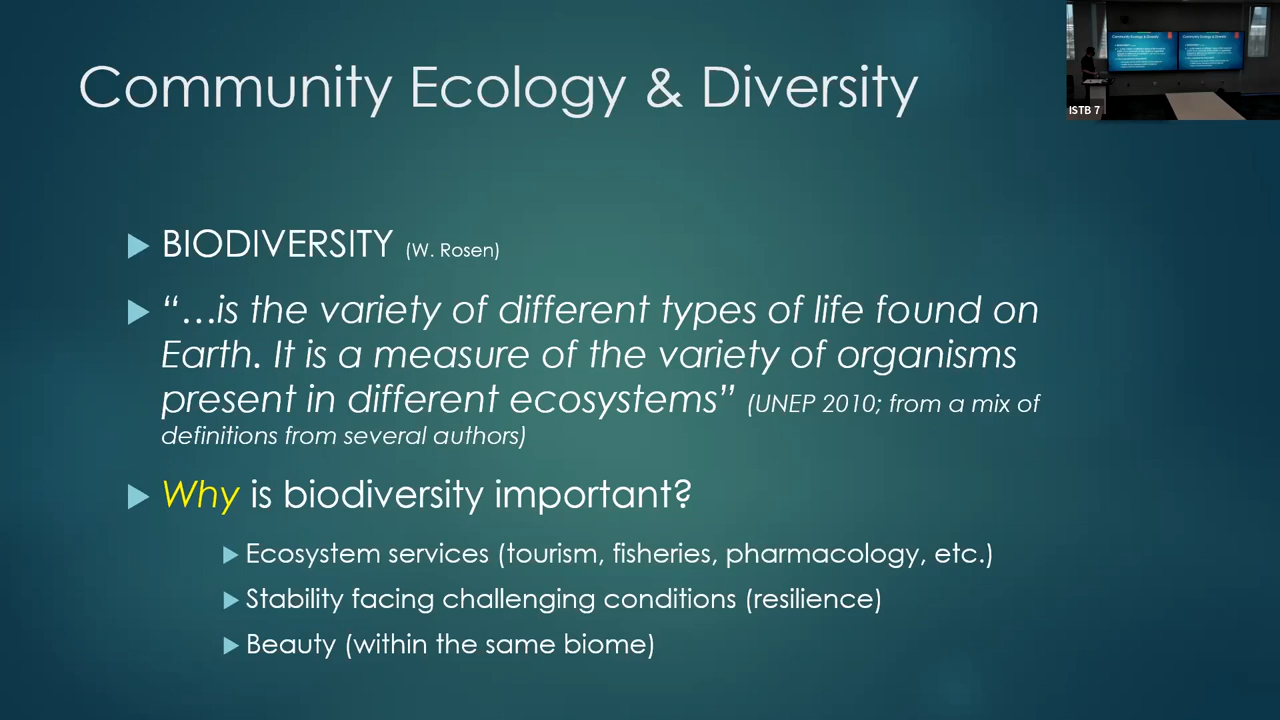 Community Ecology & Diversity
ISTB 7
BIODIVERSITY (W. Rosen)
“…is the variety of different types of life found on
Earth. It is a measure of the variety of organisms
present in different ecosystems” (UNEP 2010; from a mix of
definitions from several authors)
Why is biodiversity important?
Ecosystem services (tourism, fisheries, pharmacology, etc.)
Stability facing challenging conditions (resilience)
Beauty (within the same biome)